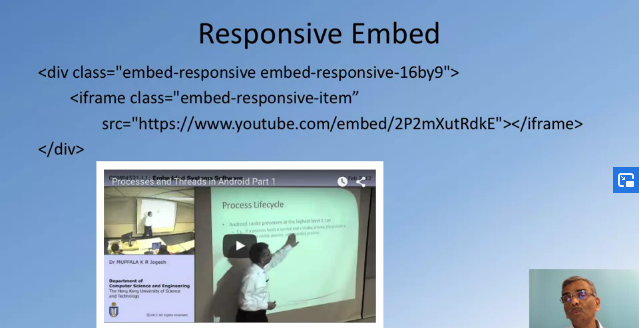 Responsive Embed
<div class="embed-responsive embed-responsive-16by9">
<iframe class="embed-responsive-item”
src="https://www.youtube.com/embed/2P2mXutRdkE"></iframe>
</div>
Processes and Threads in Android Part 1
Process Lifecycle
Dr MUPPALA K R Jogesh
Department of
Computer Science and Engineering
The Hong Kong University of Science
and Technology